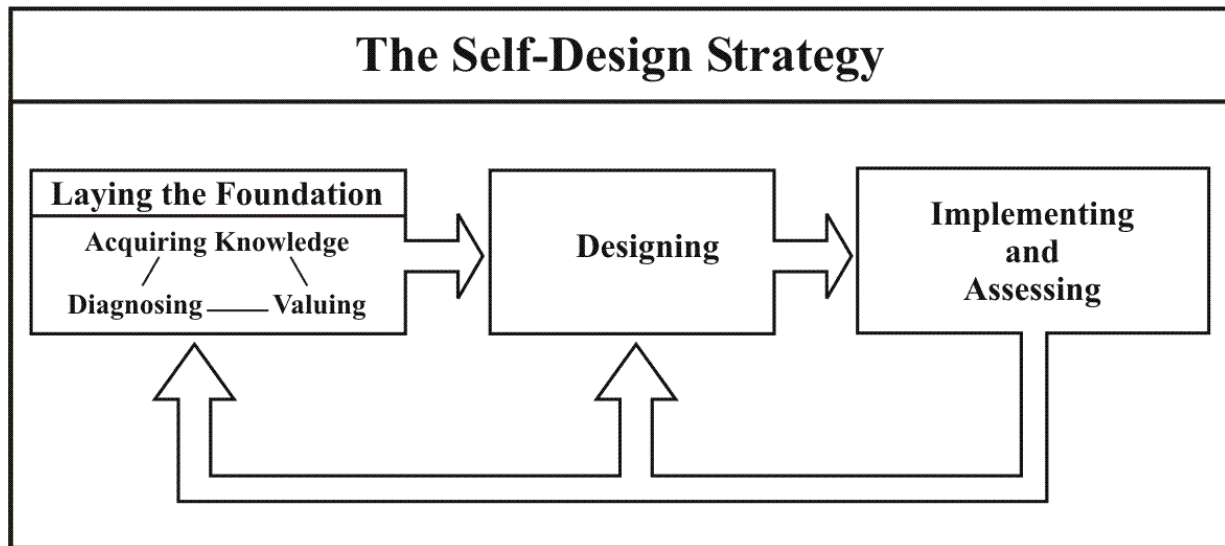 The Self-Design Strategy
Laying the Foundation
Acquiring Knowledge
Diagnosing Valuing
Designing
Implementing
and
Assessing